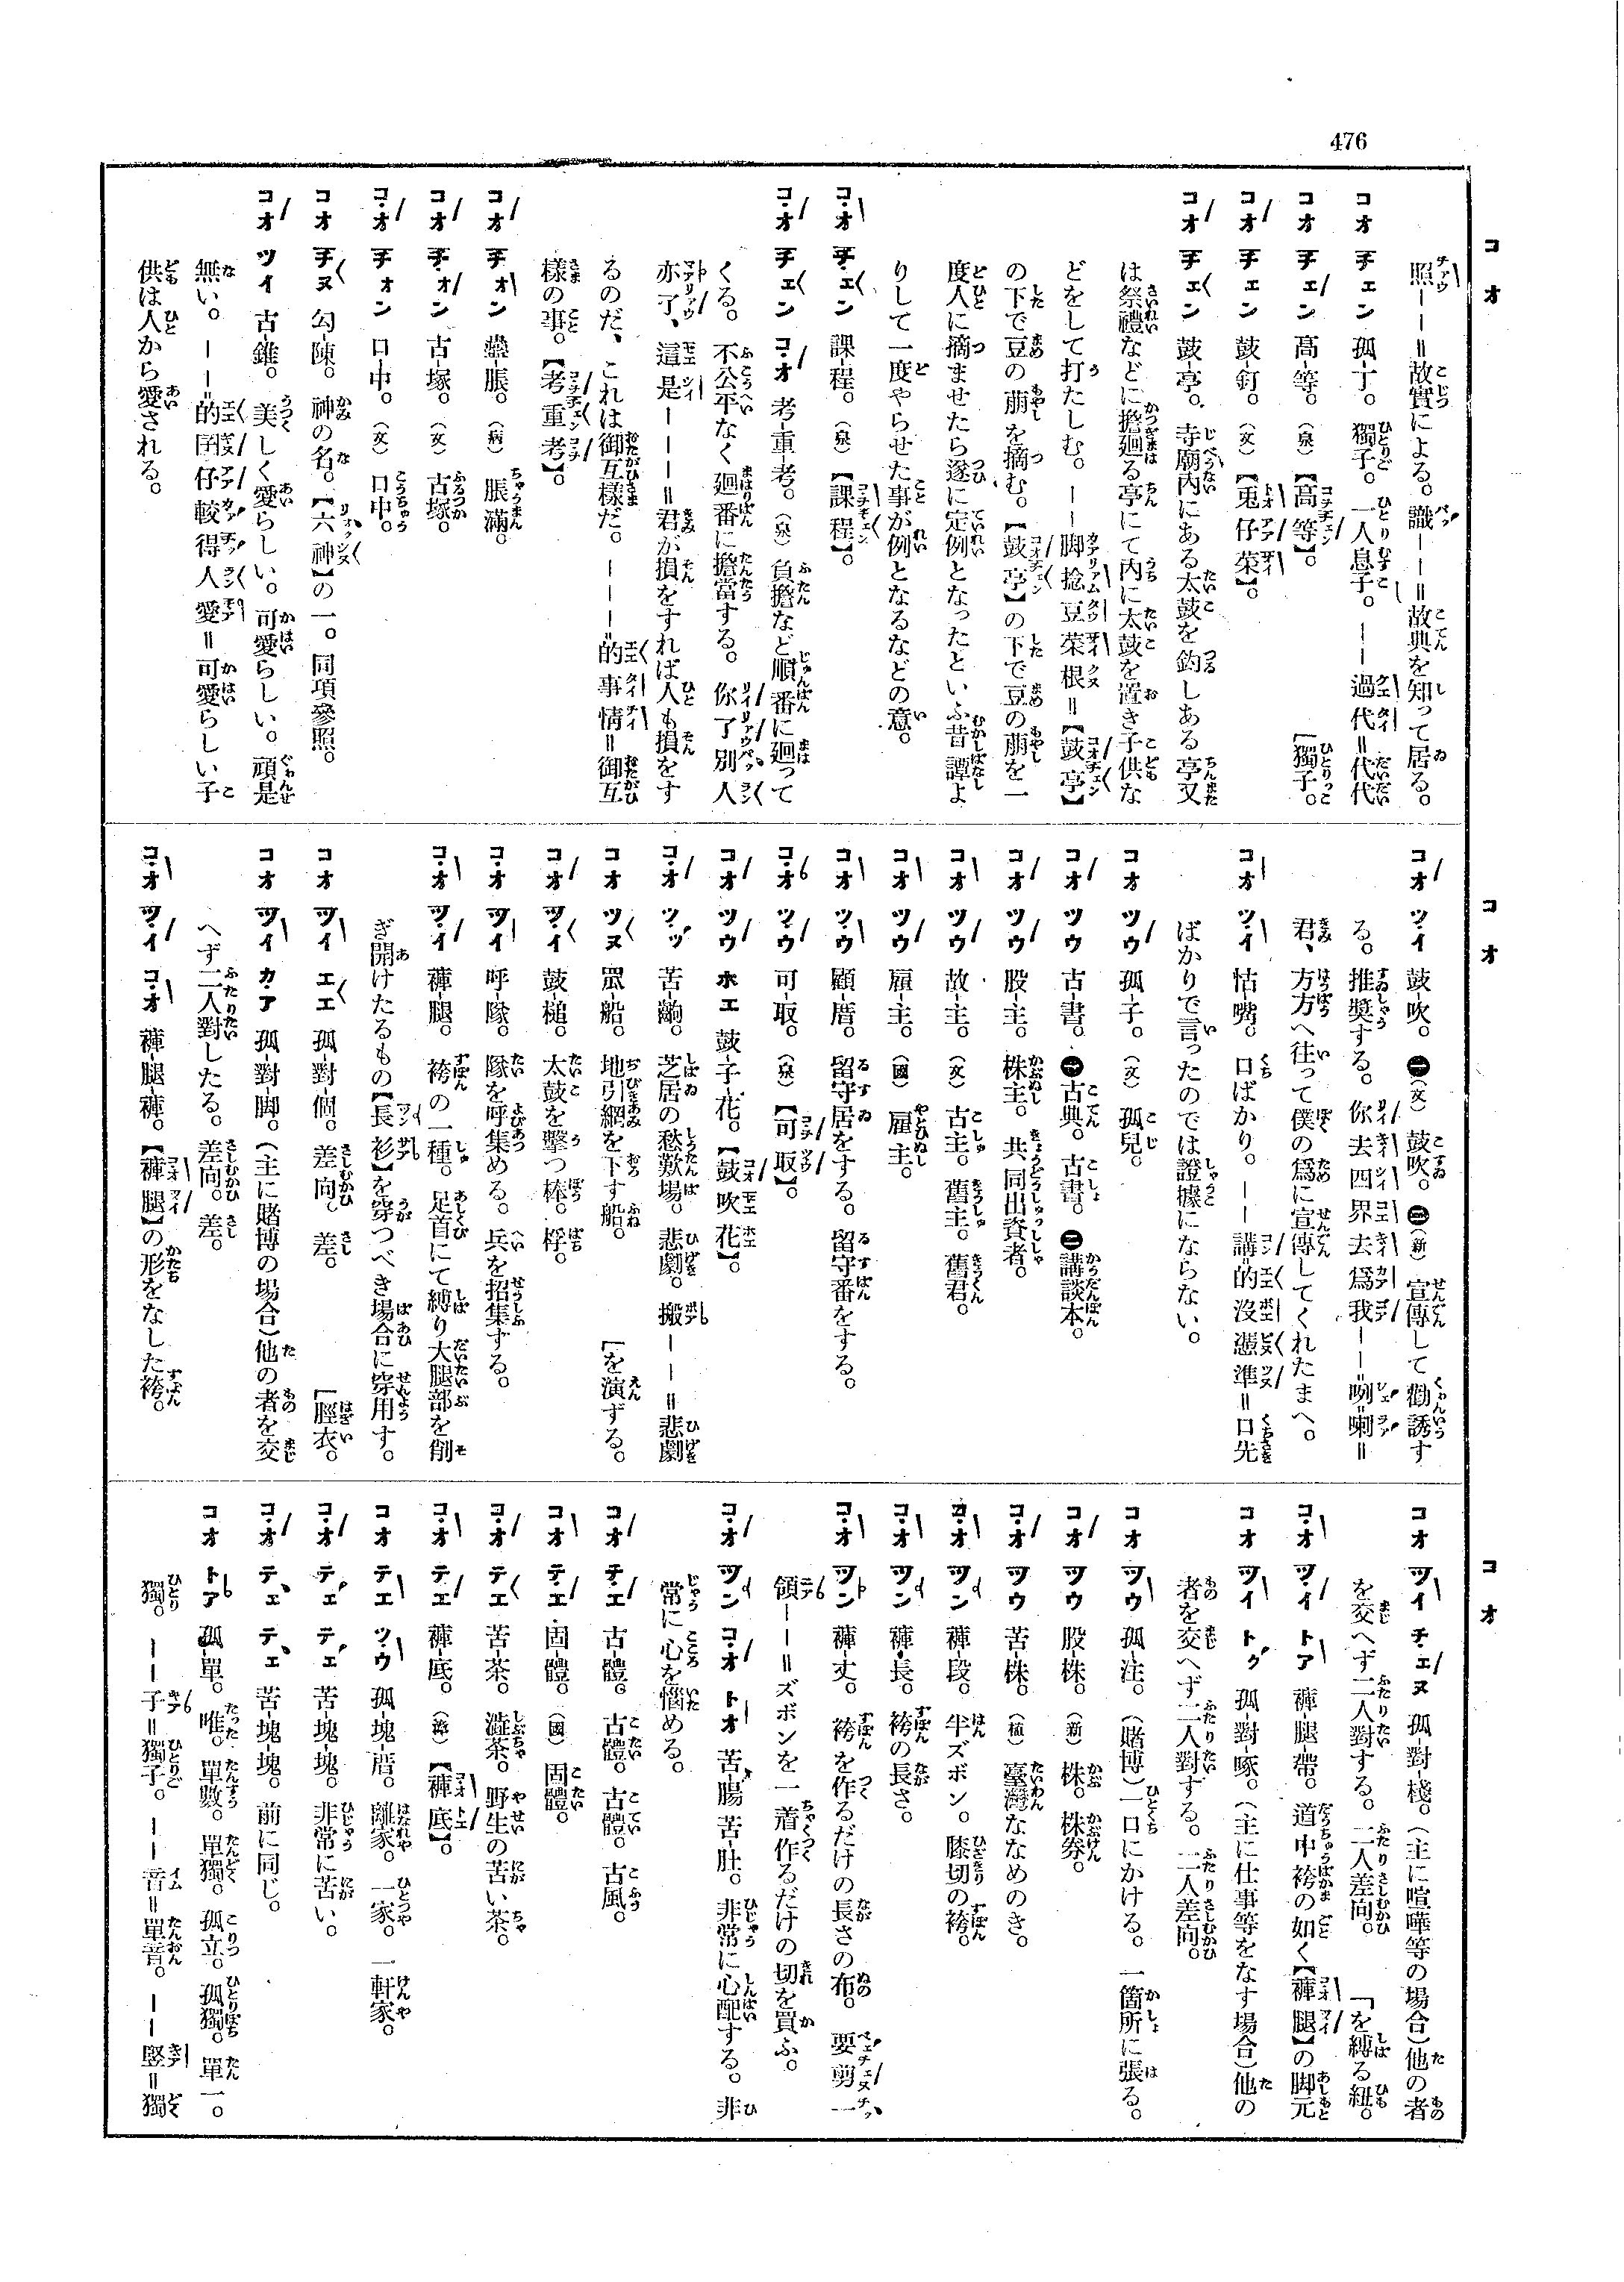 476
コオ
照──＝故實による。識──＝故典を知って居る。
コオ チェン 孤-丁。獨子。一人息子。──過代＝代代
[獨子。
コオ チェン 高-等。（泉）【高等】。
コオ チェン 鼓-釘。（文）【兎仔菜】。
コオ チェン 鼓-亭。寺廟內にある太鼓を釣しある亭又
は祭禮などに擔廻る亭にて內に太鼓を置き子供な
どをして打たしむ。──脚捻豆菜根＝【鼓亭】
の下で豆の萠を摘む。【鼓亭】の下で豆の萠を一
度人に摘ませたら遂に定例となったといふ昔譚よ
りして一度やらせた事が例となるなどの意。
コオ チェン 課-程。（泉）【課程】。
コオ チェン コオ 考-重-考。（泉）負擔など順番に廻って
くる。不公平なく廻番に擔當する。你了別人
亦了、這是───＝君が損をすれば人も損をす
るのだ、これは御互樣だ。───＝的事情＝御互
樣の事。【考重考】。
コオ チォン 蠱-脹。（病）脹滿。
コオ チォン 古-塚。（文）古塚。
コオ チォン 口-中。（文）口中。
コオ チヌ 勾-陳。神の名。【六神】の一。同項參照。
コオ ツイ 古-錐。美しく愛らしい。可愛らしい。頑是
無い。──＝的囝仔較得人愛＝可愛らしい子
供は人から愛される。
コオ
コオ ツイ 鼓-吹。㊀（文）鼓吹。㊁（新）宣傳して勸誘す
る。推奬する。你去四界去爲我──＝咧-喇＝
君、方方へ往って僕の爲に宣傳してくれたまへ。
コオ ツイ 怙-嘴。口ばかり。──講=的沒憑準＝口先
ばかりで言ったのでは證據にならない。
コオ ツウ 孤-子。（文）孤兒。
コオ ツウ 古-書。㊀古典。古書。㊁講談本。
コオ ツウ 股-主。株主。共同出資者。
コオ ツウ 故-主。（文）古主。舊主。舊君。
コオ ツウ 雇-主。（國）雇主。
コオ ツウ 顧-厝。留守居をする。留守番をする。
コオ ツウ 可-取。（泉）【可取】。
コオ ツウ ホエ 鼓-子-花。【鼓吹花】。
コオ ツッ 苦-齣。芝居の愁歎場。悲劇。搬──＝悲劇
[を演ずる。
コオ ツヌ 罛-船。地引網を下す船。
コオ ツイ 鼓-槌。太鼓を擊つ棒。桴。
コオ ツイ 呼-隊。隊を呼集める。兵を招集する。
コオ ツイ 褲-腿。袴の一種。足首にて縛り大腿部を削
ぎ開けたるもの【長衫】を穿つべき場合に穿用す。
[脛衣。
コオ ツイ エエ 孤-對-個。差向。差。
コオ ツイ カア 孤-對-脚。（主に賭博の場合）他の者を交
へず二人對したる。差向。差。
コオ ツイ コオ 褲-腿-褲。【褲腿】の形をなした袴。
コオ
コオ ツイ チェヌ 孤-對-棧。（主に喧嘩等の場合）他の者
を交へず二人對する。二人差向。
[を縛る紐。
コオ ツイ トア 褲-腿-帶。道中袴の如く【褲腿】の脚元
コオ ツイ トク 孤-對-啄。（主に仕事等をなす場合）他の
者を交へず二人對する。二人差向。
コオ ツウ 孤-注。（賭博）一口にかける。一箇所に張る。
コオ ツウ 股-株。（新）株。株券。
コオ ツウ 苦-株。（植）臺灣ななめのき。
コオ ツン 褲-段。半ズボン。膝切の袴。
コオ ツン 褲-長。袴の長さ。
コオ ツン 褲-丈。袴を作るだけの長さの布。要剪一
領──＝ズボンを一着作るだけの切を買ふ。
コオ ツン コオ トオ 苦-腸 苦-肚。非常に心配する。非
常に心を惱める。
コオ テエ 古-體。古體。古體。古風。
コオ テエ 固-體。（國）固體。
コオ テエ 苦-茶。澁茶。野生の苦い茶。
コオ テエ 褲-底。【褲底】。
コオ テエ ツウ 孤-塊-厝。離家。一家。一軒家。
コオ テェ テェ 苦-塊-塊。非常に苦い。
コオ テェ テェ 苦-塊-塊。前に同じ。
コオ トア 孤-單。唯。單數。單獨。孤立。孤獨。單一。
獨。──子＝獨子。──音＝單音。──竪＝獨